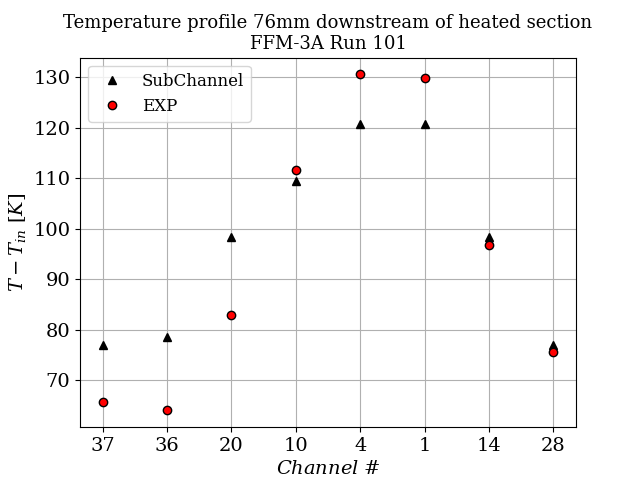 Temperature profile 76mm downstream of heated section
FFM-3A Run 101
SubChannel
EXP
130
120
110
100
90
80
70
T − T_in [K]
37 36 20 10 4 1 14 28
Channel #